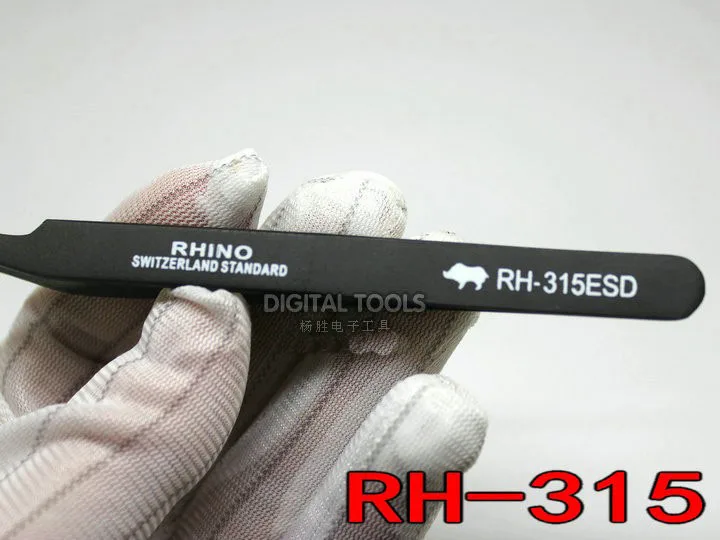 RHINO
SWITZERLAND STANDARD
RH-315ESD
DIGITAL TOOLS
杨胜电子工具
RH-315